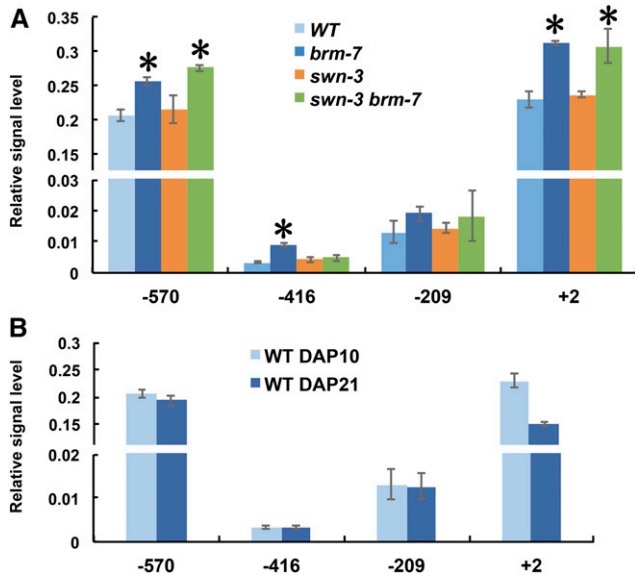 A
Relative signal level
0.35
0.3
0.25
0.2
0.15
0.03
0.02
0.01
0
* * * * *
WT
brm-7
swn-3
swn-3 brm-7
-570 -416 -209 +2
B
Relative signal level
0.3
0.2
0.15
0.02
0.01
0
WT DAP10
WT DAP21
-570 -416 -209 +2